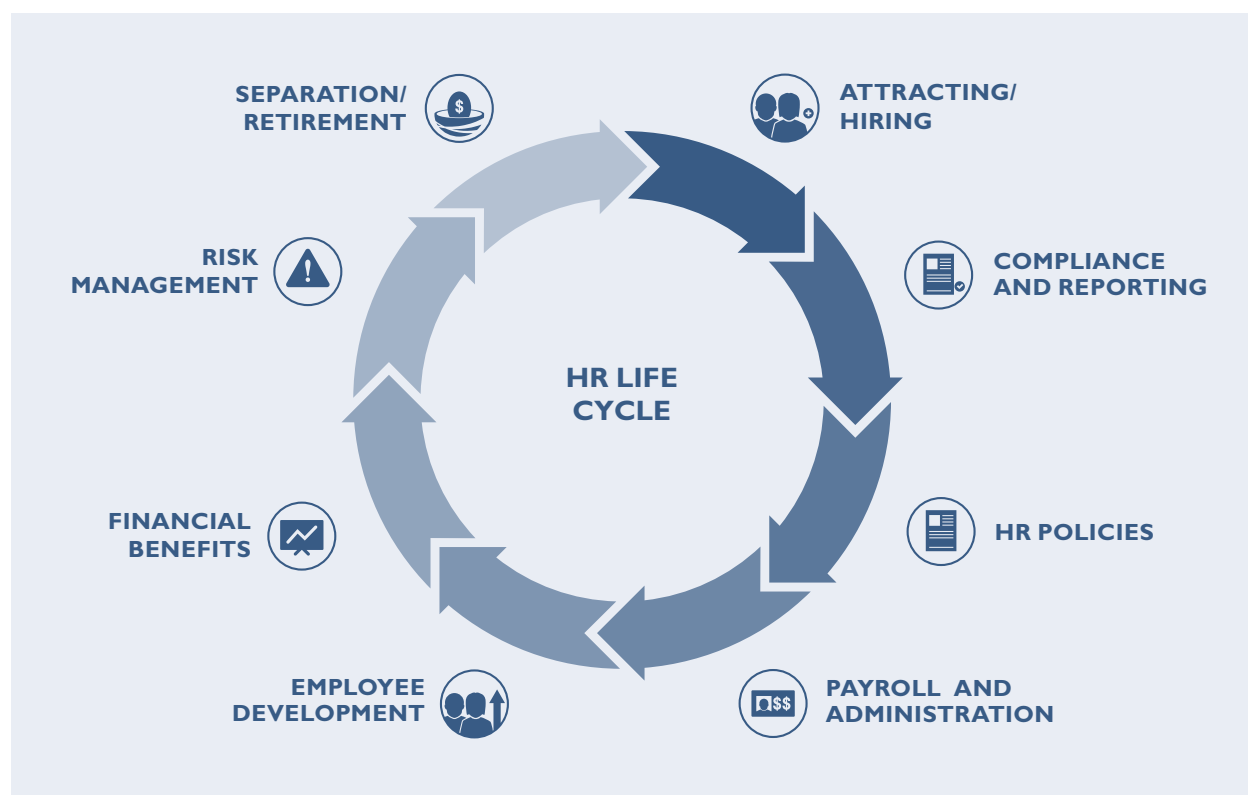 SEPARATION/
RETIREMENT
$
ATTRACTING/
HIRING
RISK
MANAGEMENT
!
COMPLIANCE
AND REPORTING
HR LIFE
CYCLE
FINANCIAL
BENEFITS
HR POLICIES
EMPLOYEE
DEVELOPMENT
$$
PAYROLL AND
ADMINISTRATION